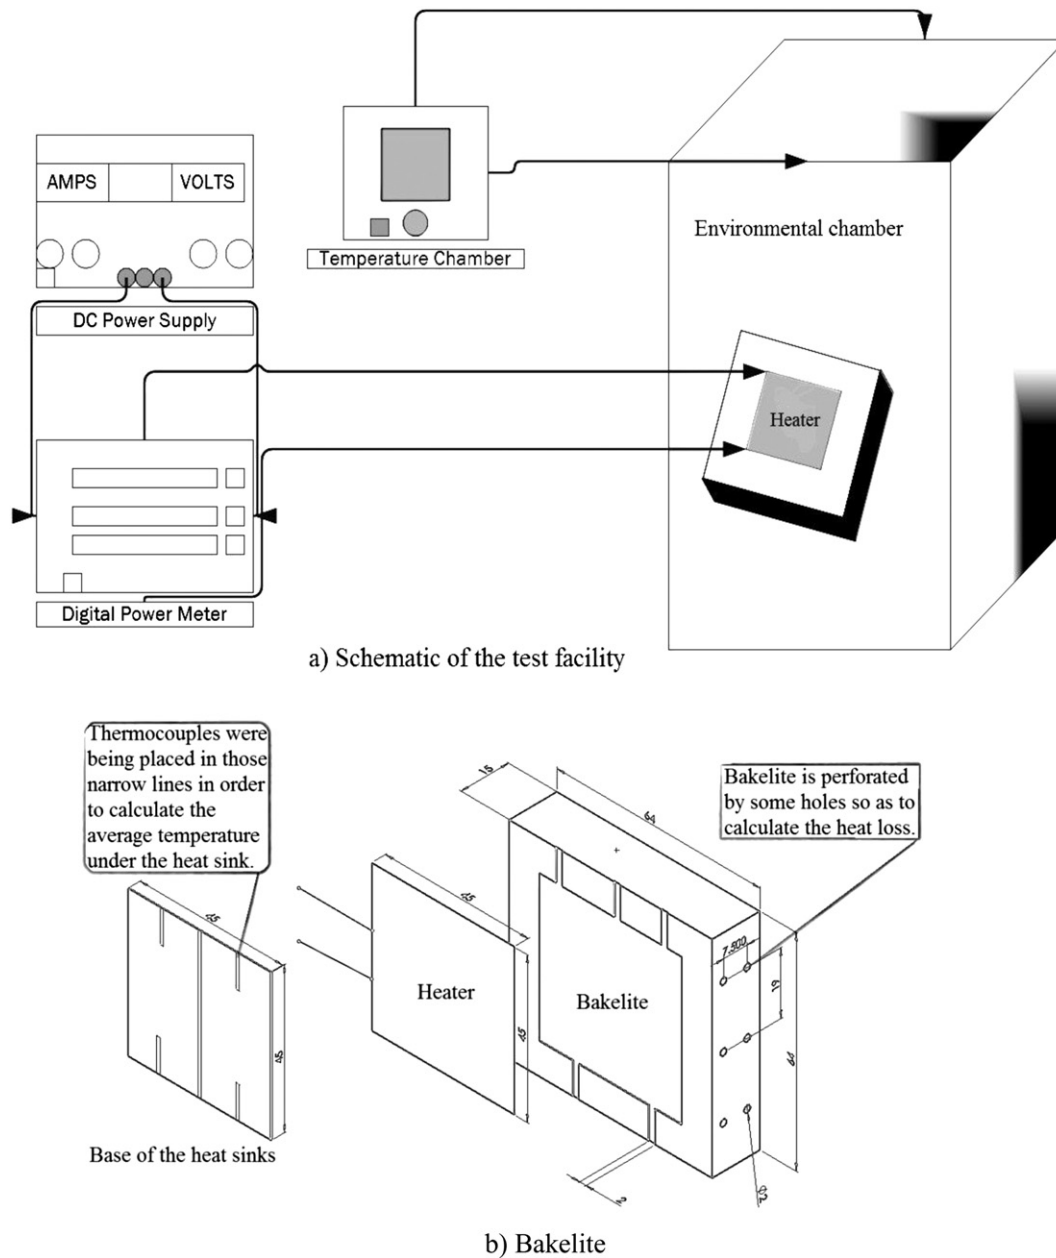 AMPS
VOLTS
DC Power Supply
Temperature Chamber
Environmental chamber
Heater
Digital Power Meter
a) Schematic of the test facility
Thermocouples were
being placed in those
narrow lines in order
to calculate the
average temperature
under the heat sink.
Bakelite is perforated
by some holes so as to
calculate the heat loss.
15
64
45
45
Base of the heat sinks
45
45
Heater
Bakelite
7.500
19
64
2
b) Bakelite